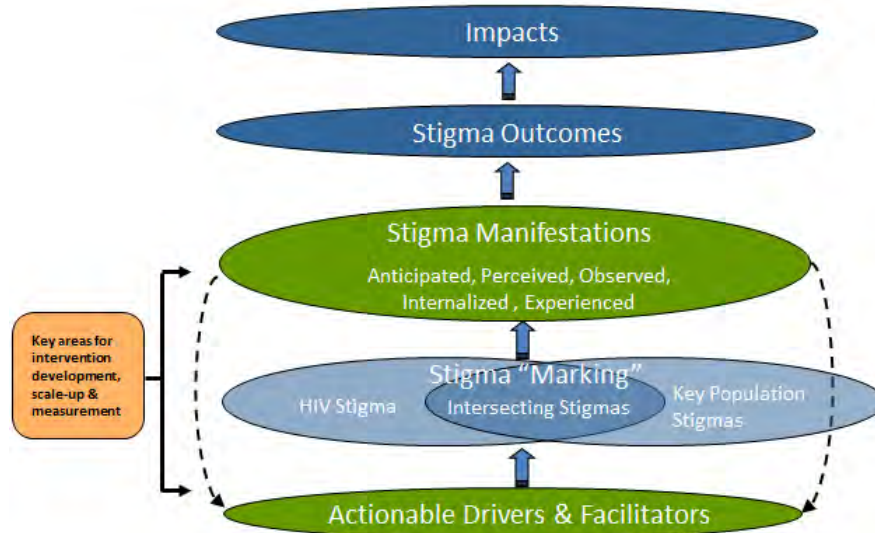 Impacts
Stigma Outcomes
Stigma Manifestations
Anticipated, Perceived, Observed,
Internalized , Experienced
Key areas for
intervention
development,
scale-up &
measurement
Stigma “Marking”
HIV Stigma
Intersecting Stigmas
Key Population
Stigmas
Actionable Drivers & Facilitators